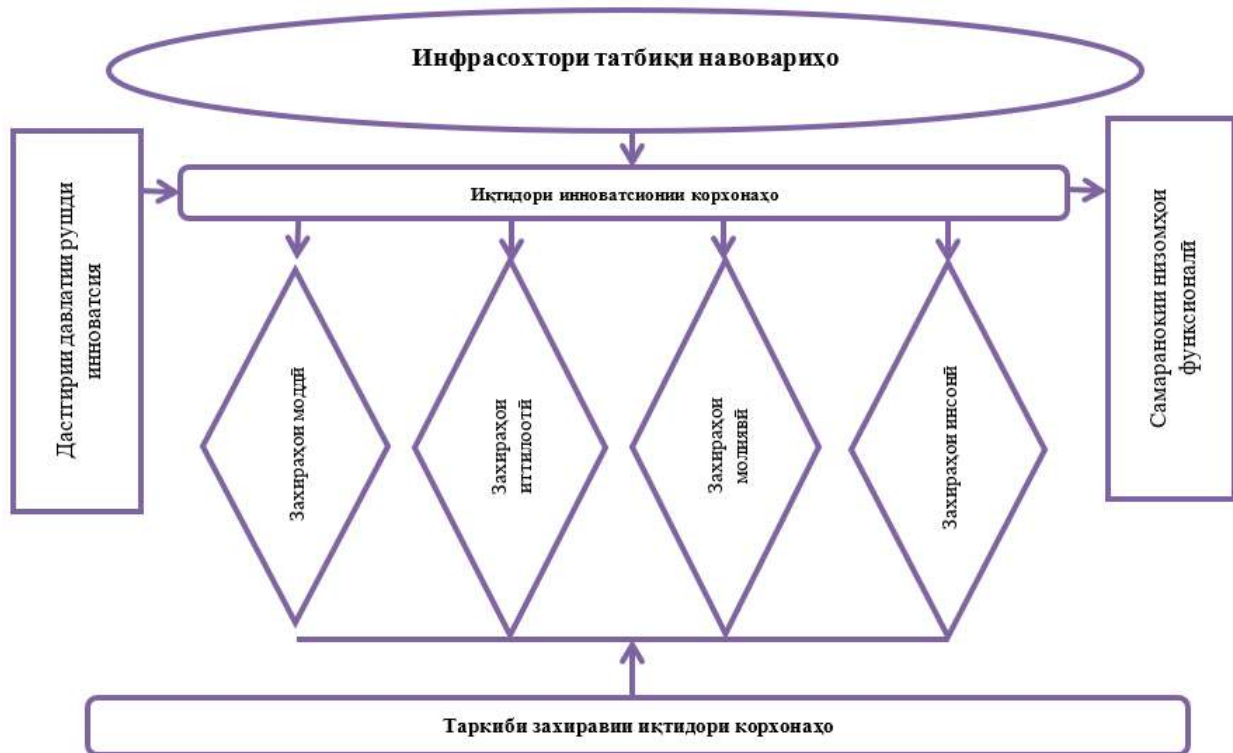 Инфрасохтори татбиқи навовариҳо
Дастгирии давлатии рушди
инноватсия
Иқтидори инноватсионии корхонаҳо
Самаранокии низомҳои
функсионалӣ
Захираҳои моддӣ
Захираҳои
иттилоотӣ
Захираҳои
молиявӣ
Захираҳои инсонӣ
Таркиби захиравии иқтидори корхонаҳо